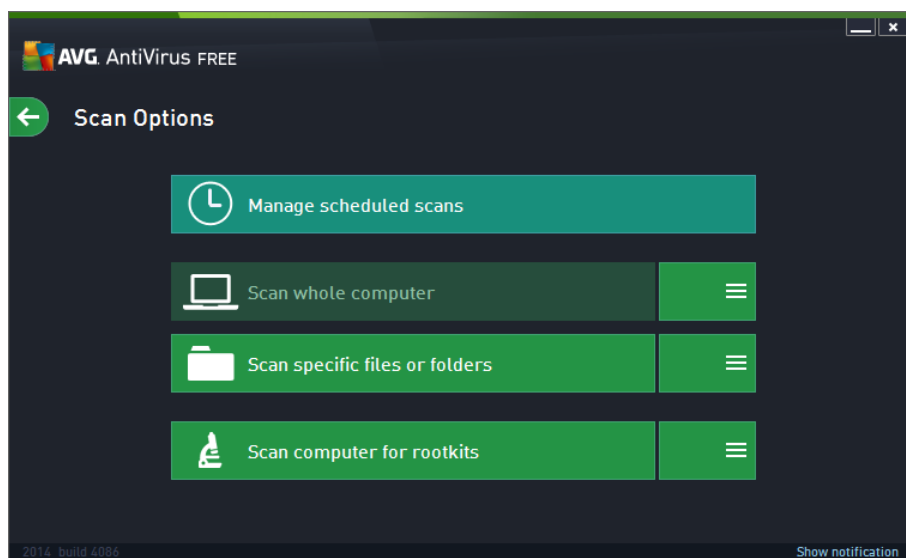 AVG. AntiVirus FREE
Scan Options
Manage scheduled scans
Scan whole computer
Scan specific files or folders
Scan computer for rootkits
2014 build 4086
Show notification